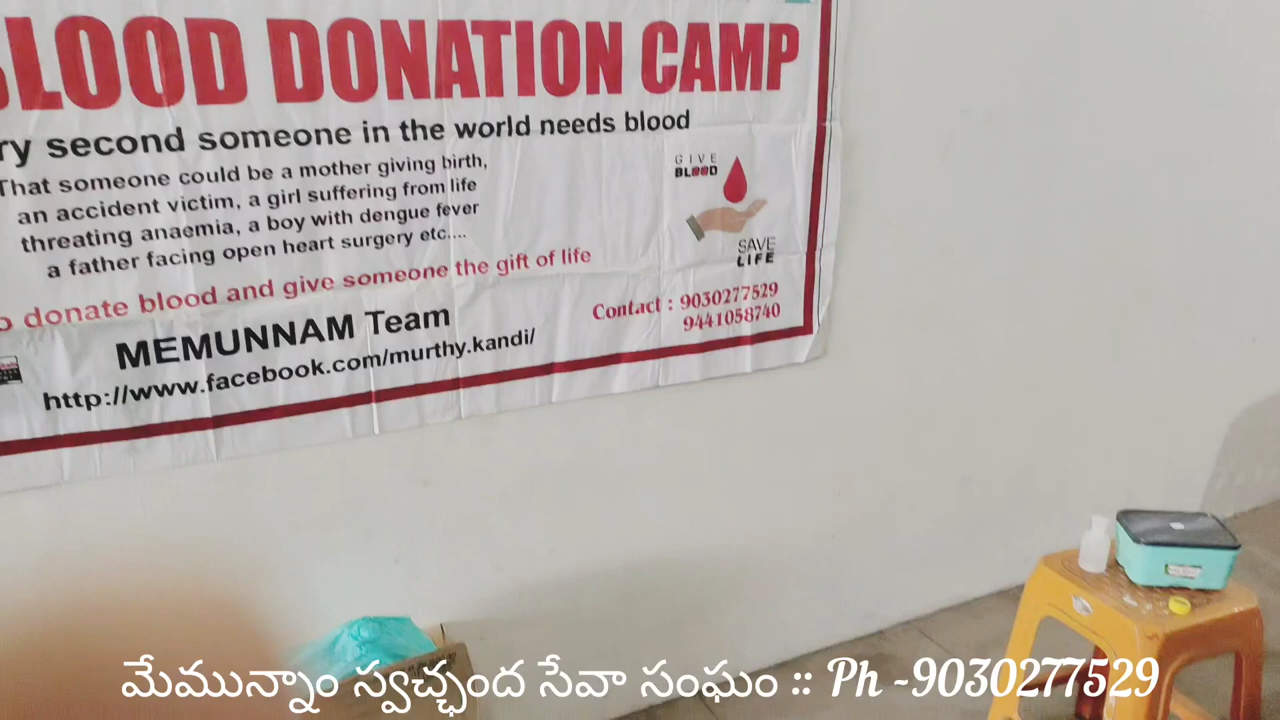 BLOOD DONATION CAMP
ry second someone in the world needs blood
That someone could be a mother giving birth,
an accident victim, a girl suffering from life
threating anaemia, a boy with dengue fever
a father facing open heart surgery etc....
o donate blood and give someone the gift of life
GIVE
BLOOD
SAVE
LIFE
MEMUNNAM Team
http://www.facebook.com/murthy.kandi/
Contact : 9030277529
9441058740
మేమున్నాం స్వచ్ఛంద సేవా సంఘం :: Ph -9030277529